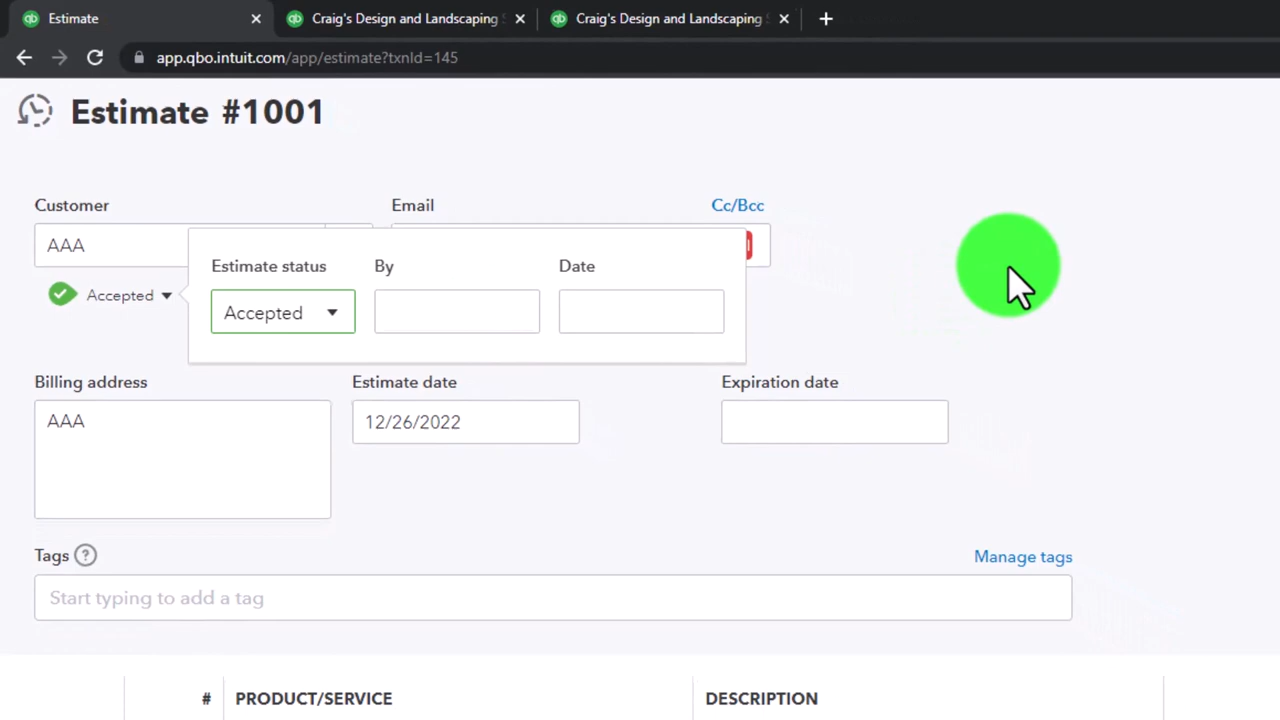 Estimate
Craig's Design and Landscaping
Craig's Design and Landscaping
app.qbo.intuit.com/app/estimate?txnId=145
Estimate #1001
Customer
Email
Cc/Bcc
AAA
Estimate status
By
Date
Accepted
Accepted
Billing address
Estimate date
Expiration date
AAA
12/26/2022
Tags ?
Manage tags
Start typing to add a tag
# PRODUCT/SERVICE DESCRIPTION